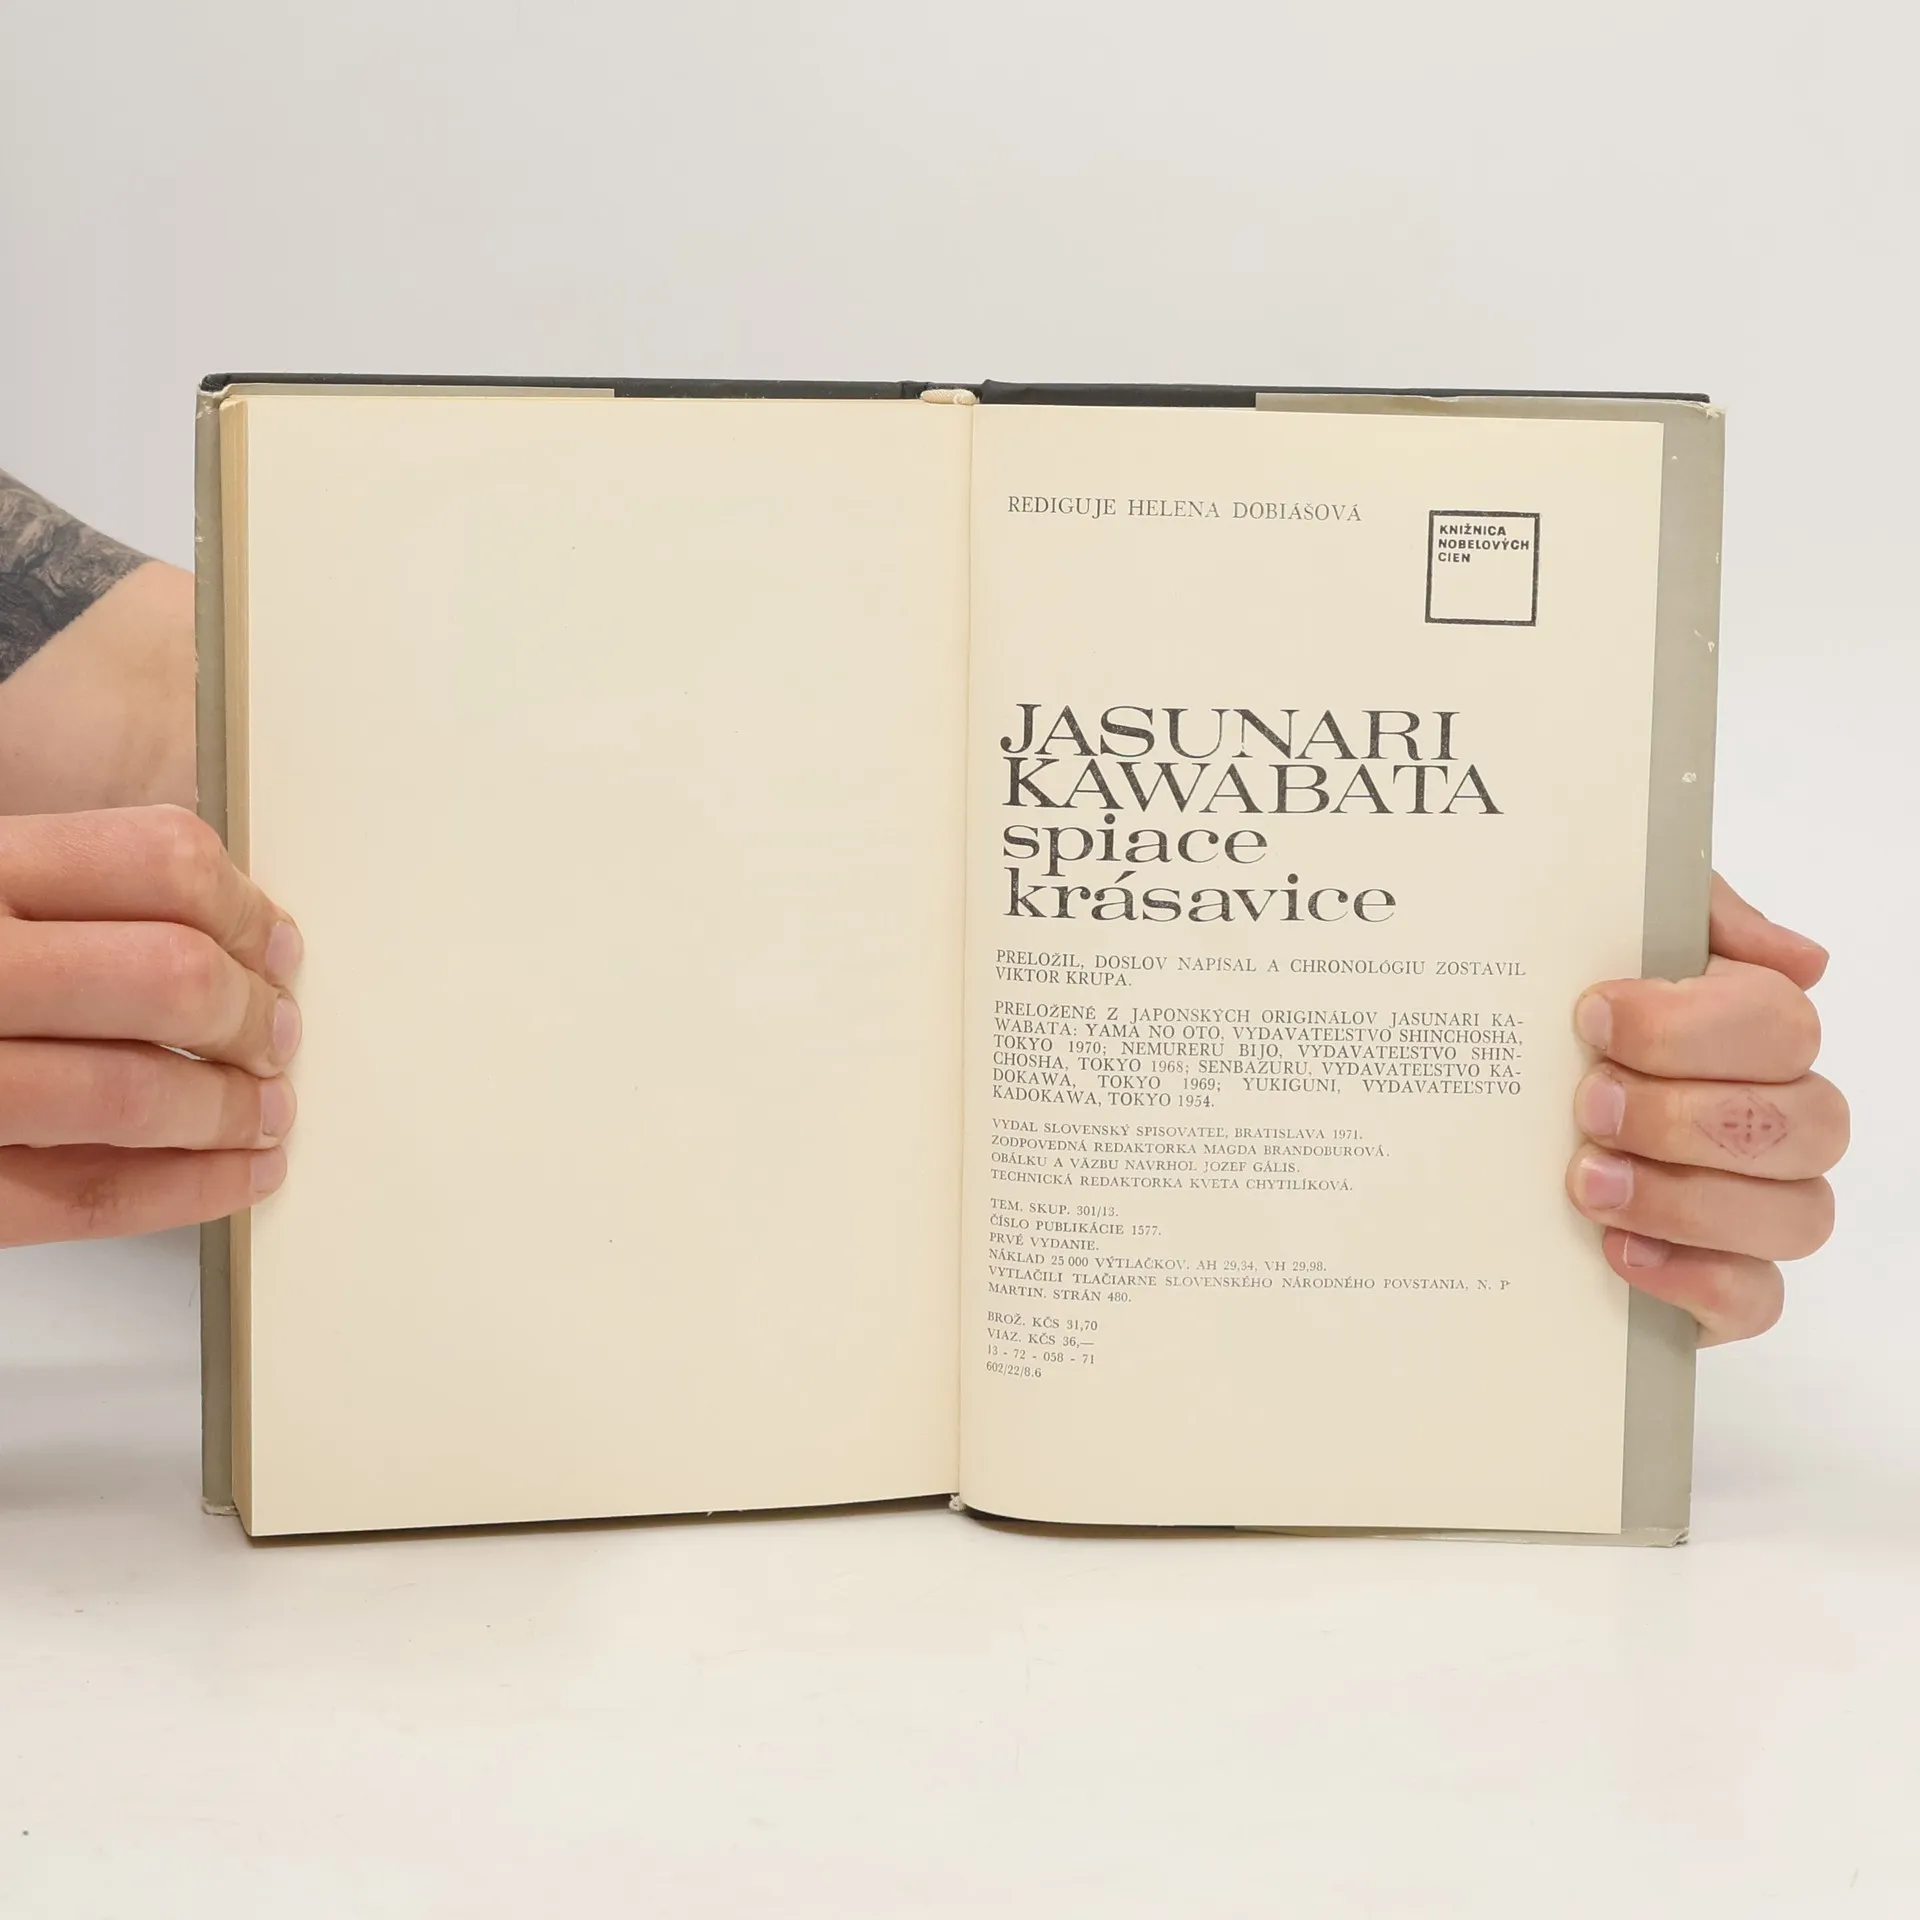 REDIGUJE HELENA DOBIÁŠOVÁ
KNIŽNICA
NOBELOVÝCH
CIEN
JASUNARI
KAWABATA
spiace
krásavice
PRELOŽIL, DOSLOV NAPÍSAL A CHRONOLÓGIU ZOSTAVIL
VIKTOR KRUPA.
PRELOŽENÉ Z JAPONSKÝCH ORIGINÁLOV JASUNARI KA-
WABATA: YAMA NO OTO, VYDAVATEĽSTVO SHINCHOSHA,
TOKYO 1970; NEMURERU BIJO, VYDAVATEĽSTVO SHIN-
CHOSHA, TOKYO 1968; SENBAZURU, VYDAVATEĽSTVO KA-
DOKAWA, TOKYO 1969; YUKIGUNI, VYDAVATEĽSTVO
KADOKAWA, TOKYO 1954.
VYDAL SLOVENSKÝ SPISOVATEĽ, BRATISLAVA 1971.
ZODPOVEDNÁ REDAKTORKA MAGDA BRANDOBUROVÁ.
OBÁLKU A VÄZBU NAVRHOL JOZEF GÁLIS.
TECHNICKÁ REDAKTORKA KVETA CHYTILÍKOVÁ.
TEM. SKUP. 301/13.
ČÍSLO PUBLIKÁCIE 1577.
PRVÉ VYDANIE.
NÁKLAD 25 000 VÝTLAČKOV. AH 29,34, VH 29,98.
VYTLAČILI TLAČIARNE SLOVENSKÉHO NÁRODNÉHO POVSTANIA, N. P
MARTIN. STRÁN 480.
BROŽ. KČS 31,70
VIAZ. KČS 36,—
13 - 72 - 058 - 71
602/22/8.6